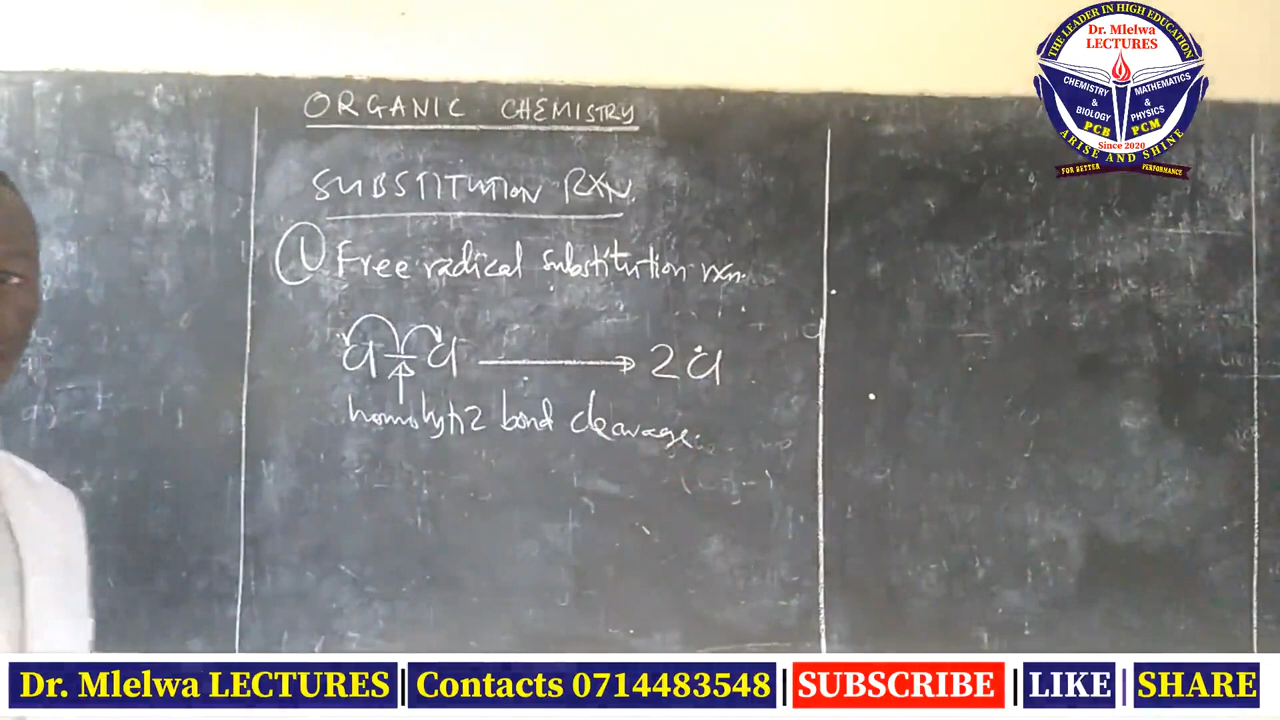 THE LEADER IN HIGH EDUCATION
Dr. Mlelwa
LECTURES
CHEMISTRY
&
BIOLOGY
PCB
MATHEMATICS
&
PHYSICS
PCM
Since 2020
ARISE AND SHINE
FOR BETTER PERFORMANCE
ORGANIC CHEMISTRY
SUBSTITUTION RXN.
① Free radical substitution rxn.
Cl-Cl → 2Ċl
homolytic bond cleavage.
Dr. Mlelwa LECTURES | Contacts 0714483548 | SUBSCRIBE | LIKE | SHARE